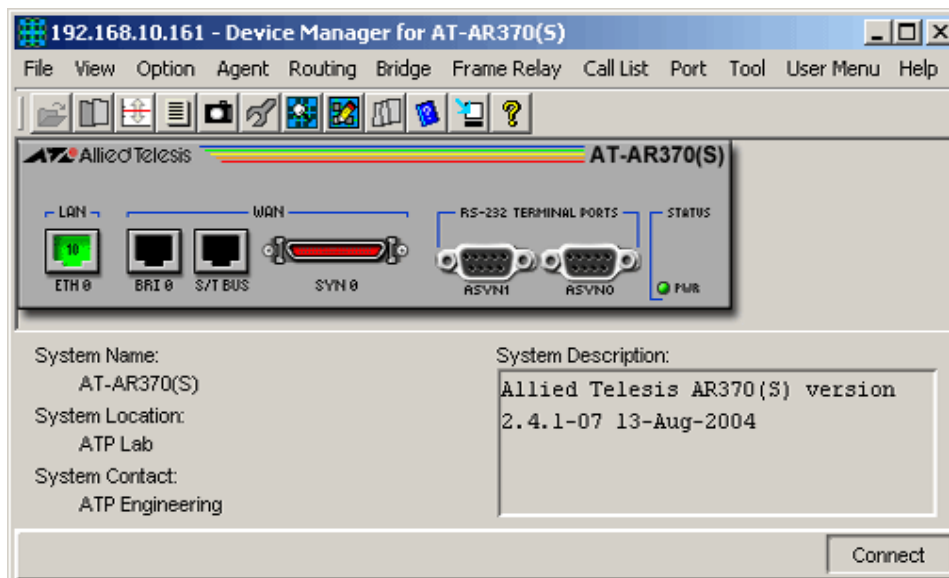 192.168.10.161 - Device Manager for AT-AR370(S)
File View Option Agent Routing Bridge Frame Relay Call List Port Tool User Menu Help
Allied Telesis AT-AR370(S)
LAN WAN RS-232 TERMINAL PORTS STATUS
10
ETH 0 BRI 0 S/T BUS SYN 0 ASYN1 ASYN0 PWR
System Name:
AT-AR370(S)
System Location:
ATP Lab
System Contact:
ATP Engineering
System Description:
Allied Telesis AR370(S) version
2.4.1-07 13-Aug-2004
Connect